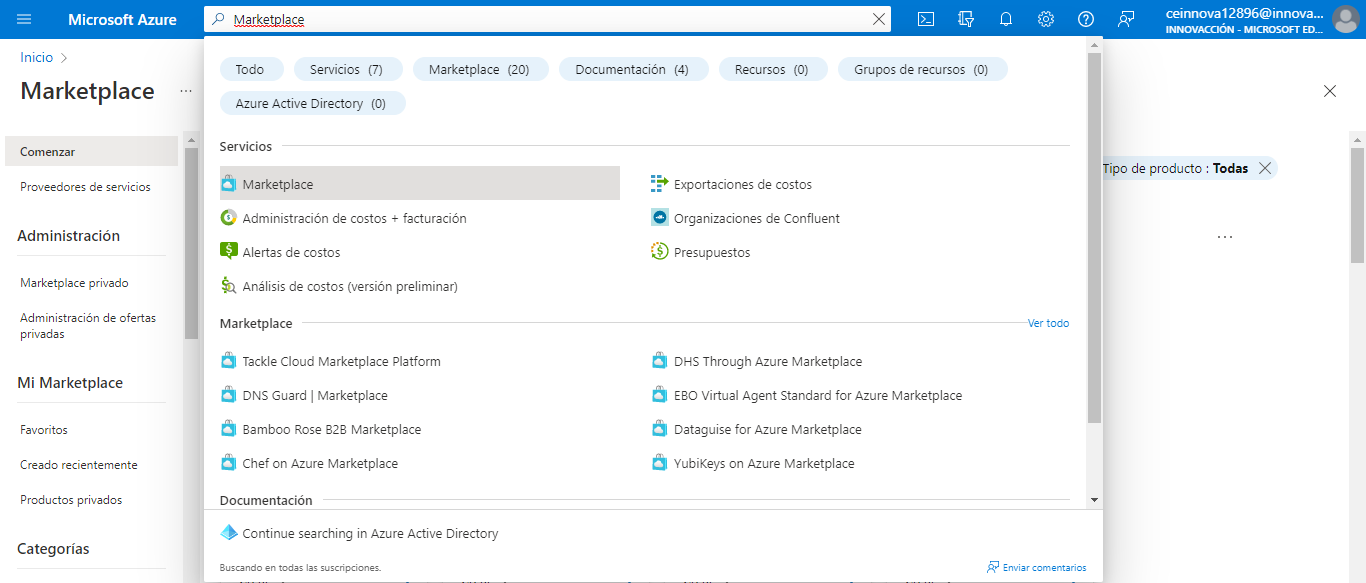 Microsoft Azure
Marketplace
ceinnova12896@innova...
INNOVACCIÓN - MICROSOFT ED...
Inicio
Marketplace
...
Comenzar
Proveedores de servicios
Administración
Marketplace privado
Administración de ofertas
privadas
Mi Marketplace
Favoritos
Creado recientemente
Productos privados
Categorías
Todo
Servicios (7)
Marketplace (20)
Documentación (4)
Recursos (0)
Grupos de recursos (0)
Azure Active Directory (0)
Servicios
Marketplace
Exportaciones de costos
Administración de costos + facturación
Organizaciones de Confluent
Alertas de costos
Presupuestos
Análisis de costos (versión preliminar)
Marketplace
Ver todo
Tackle Cloud Marketplace Platform
DHS Through Azure Marketplace
DNS Guard | Marketplace
EBO Virtual Agent Standard for Azure Marketplace
Bamboo Rose B2B Marketplace
Dataguise for Azure Marketplace
Chef on Azure Marketplace
YubiKeys on Azure Marketplace
Documentación
Continue searching in Azure Active Directory
Buscando en todas las suscripciones.
Enviar comentarios
Tipo de producto : Todas
...